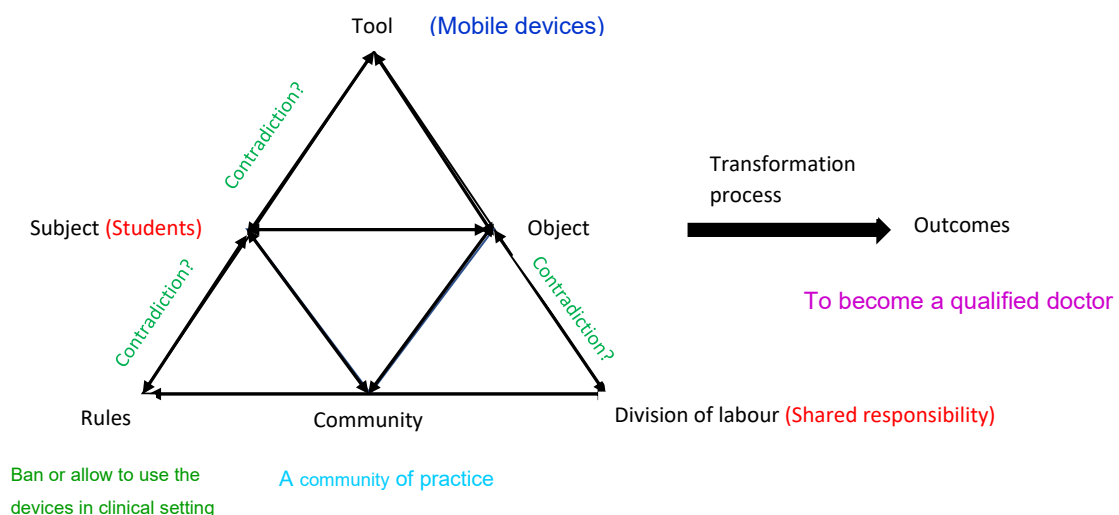 Tool (Mobile devices)
Contradiction?
Transformation
process
Subject (Students)
Object
Outcomes
Contradiction?
Contradiction?
To become a qualified doctor
Rules
Community
Division of labour (Shared responsibility)
Ban or allow to use the
devices in clinical setting
A community of practice